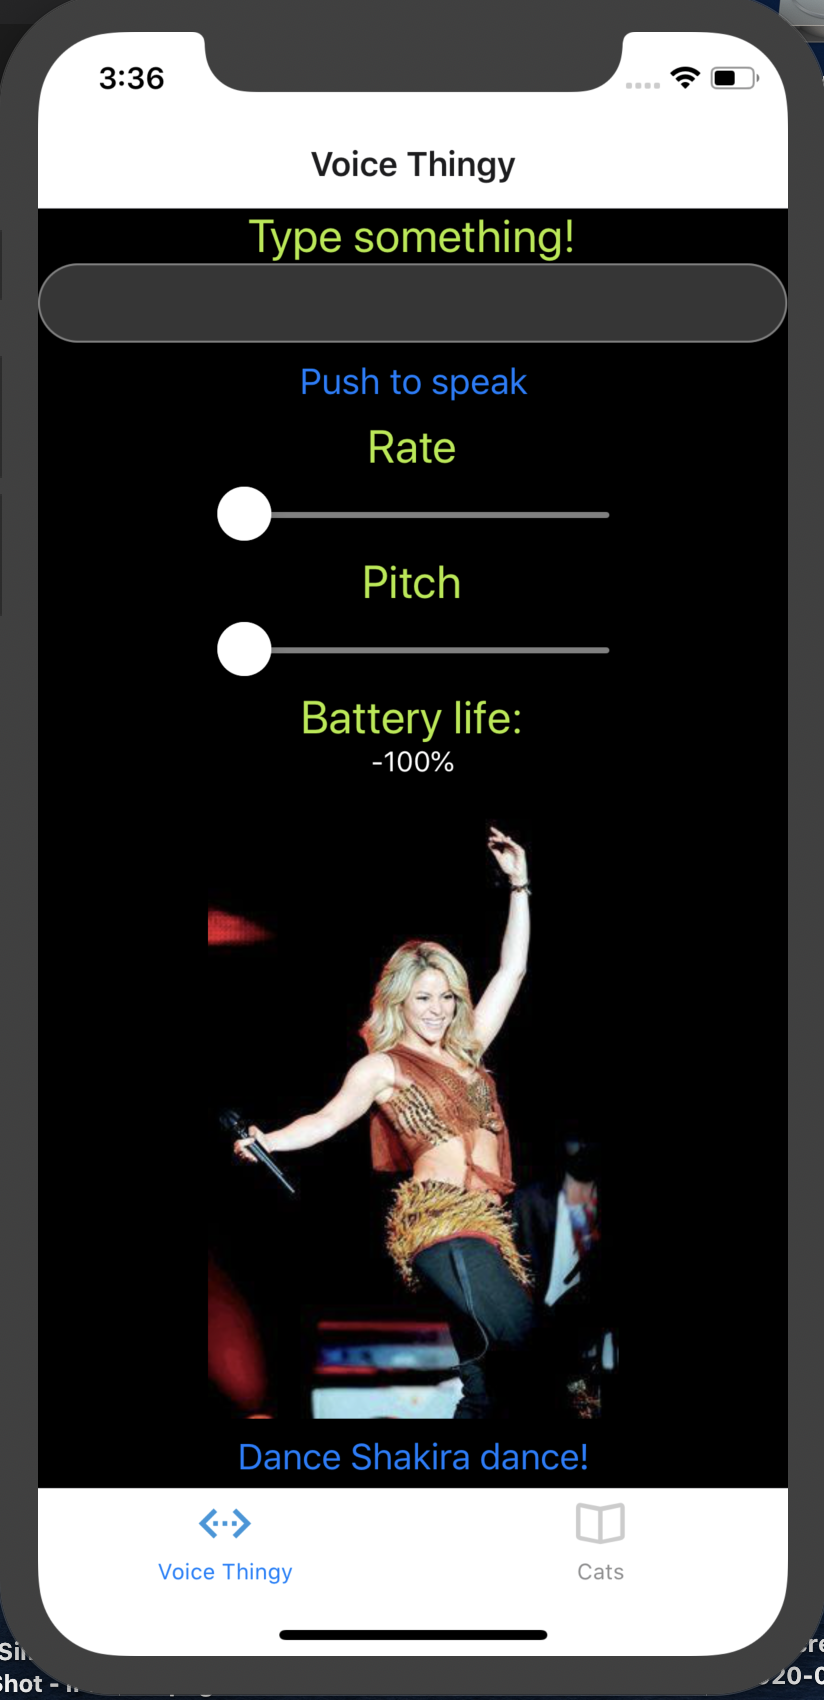 3:36
Voice Thingy
Type something!
Push to speak
Rate
Pitch
Battery life:
-100%
Dance Shakira dance!
Voice Thingy
Cats